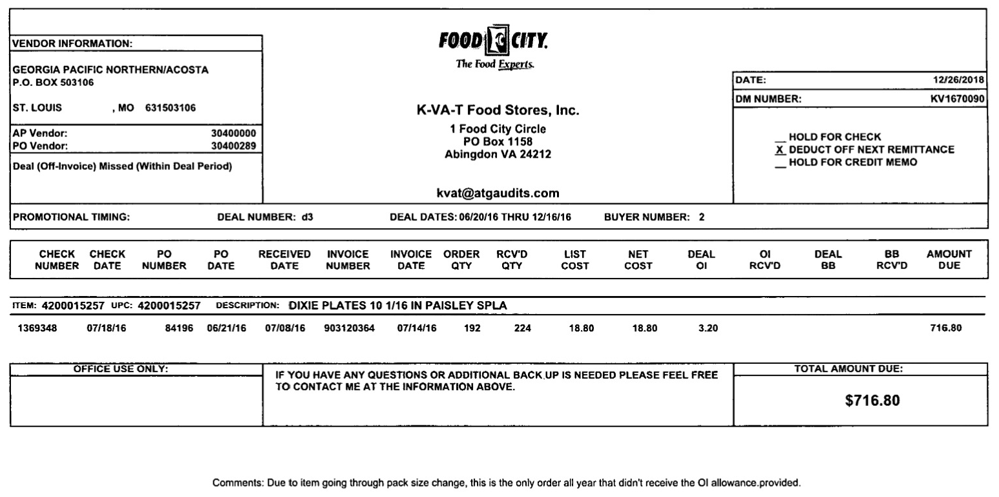 FOOD CITY.
The Food Experts.
VENDOR INFORMATION:
GEORGIA PACIFIC NORTHERN/ACOSTA
P.O. BOX 503106
ST. LOUIS , MO 631503106
AP Vendor: 30400000
PO Vendor: 30400289
Deal (Off-Invoice) Missed (Within Deal Period)
K-VA-T Food Stores, Inc.
1 Food City Circle
PO Box 1158
Abingdon VA 24212
kvat@atgaudits.com
DATE: 12/26/2018
DM NUMBER: KV1670090
__ HOLD FOR CHECK
X DEDUCT OFF NEXT REMITTANCE
__ HOLD FOR CREDIT MEMO
PROMOTIONAL TIMING: DEAL NUMBER: d3 DEAL DATES: 06/20/16 THRU 12/16/16 BUYER NUMBER: 2
CHECK CHECK PO PO RECEIVED INVOICE INVOICE ORDER RCV'D LIST NET DEAL OI DEAL BB AMOUNT
NUMBER DATE NUMBER DATE DATE NUMBER DATE QTY QTY COST COST OI RCV'D BB RCV'D DUE
ITEM: 4200015257 UPC: 4200015257 DESCRIPTION: DIXIE PLATES 10 1/16 IN PAISLEY SPLA
1369348 07/18/16 84196 06/21/16 07/08/16 903120364 07/14/16 192 224 18.80 18.80 3.20 716.80
OFFICE USE ONLY:
IF YOU HAVE ANY QUESTIONS OR ADDITIONAL BACK UP IS NEEDED PLEASE FEEL FREE
TO CONTACT ME AT THE INFORMATION ABOVE.
TOTAL AMOUNT DUE:
$716.80
Comments: Due to item going through pack size change, this is the only order all year that didn't receive the OI allowance.provided.